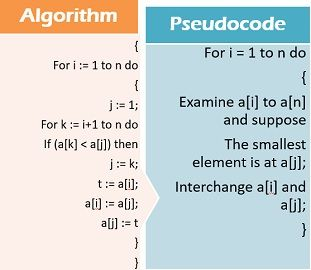 Algorithm
{
For i := 1 to n do
{
j := 1;
For k := i+1 to n do
If (a[k] < a[j]) then
j := k;
t := a[i];
a[i] := a[j];
a[j] := t
}
}
Pseudocode
For i = 1 to n do
{
Examine a[i] to a[n]
and suppose
The smallest
element is at a[j];
Interchange a[i] and
a[j];
}